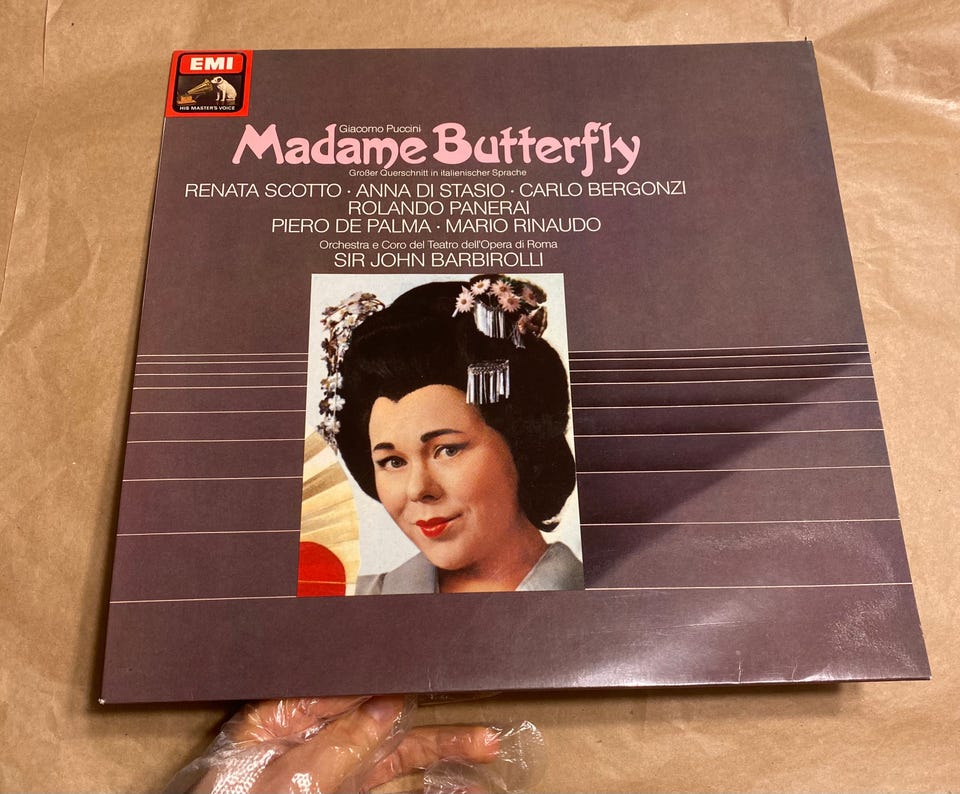 EMI
HIS MASTER'S VOICE
Giacomo Puccini
Madame Butterfly
Großer Querschnitt in italienischer Sprache
RENATA SCOTTO · ANNA DI STASIO · CARLO BERGONZI
ROLANDO PANERAI
PIERO DE PALMA · MARIO RINAUDO
Orchestra e Coro del Teatro dell'Opera di Roma
SIR JOHN BARBIROLLI